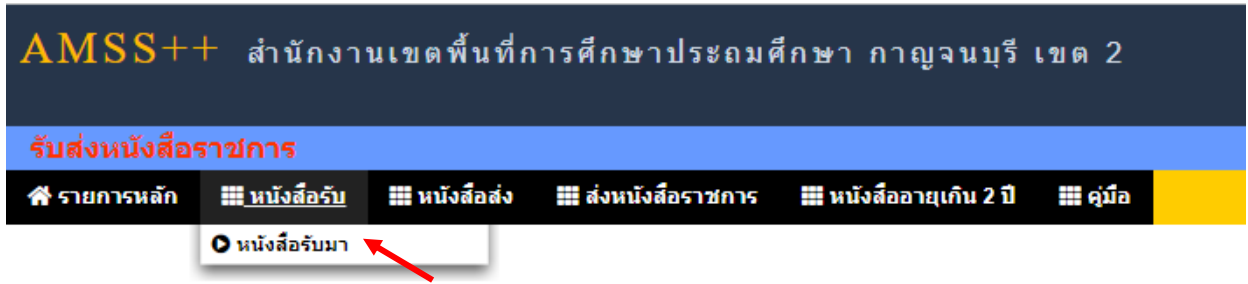 AMSS++ สำนักงานเขตพื้นที่การศึกษาประถมศึกษา กาญจนบุรี เขต 2
รับส่งหนังสือราชการ
รายการหลัก หนังสือรับ หนังสือส่ง ส่งหนังสือราชการ หนังสืออายุเกิน 2 ปี คู่มือ
หนังสือรับมา